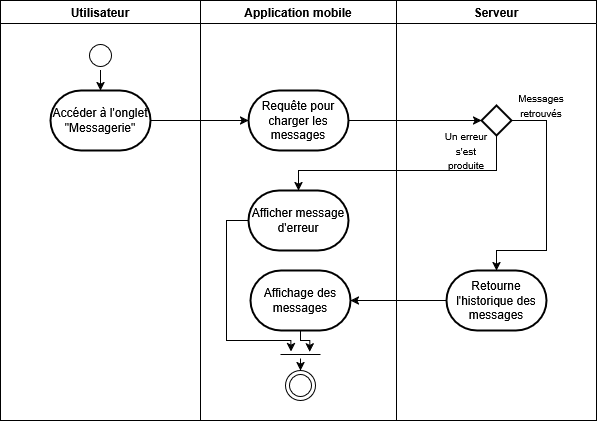 Utilisateur
Application mobile
Serveur
Accéder à l'onglet
"Messagerie"
Requête pour
charger les
messages
Messages
retrouvés
Un erreur
s'est
produite
Afficher message
d'erreur
Affichage des
messages
Retourne
l'historique des
messages